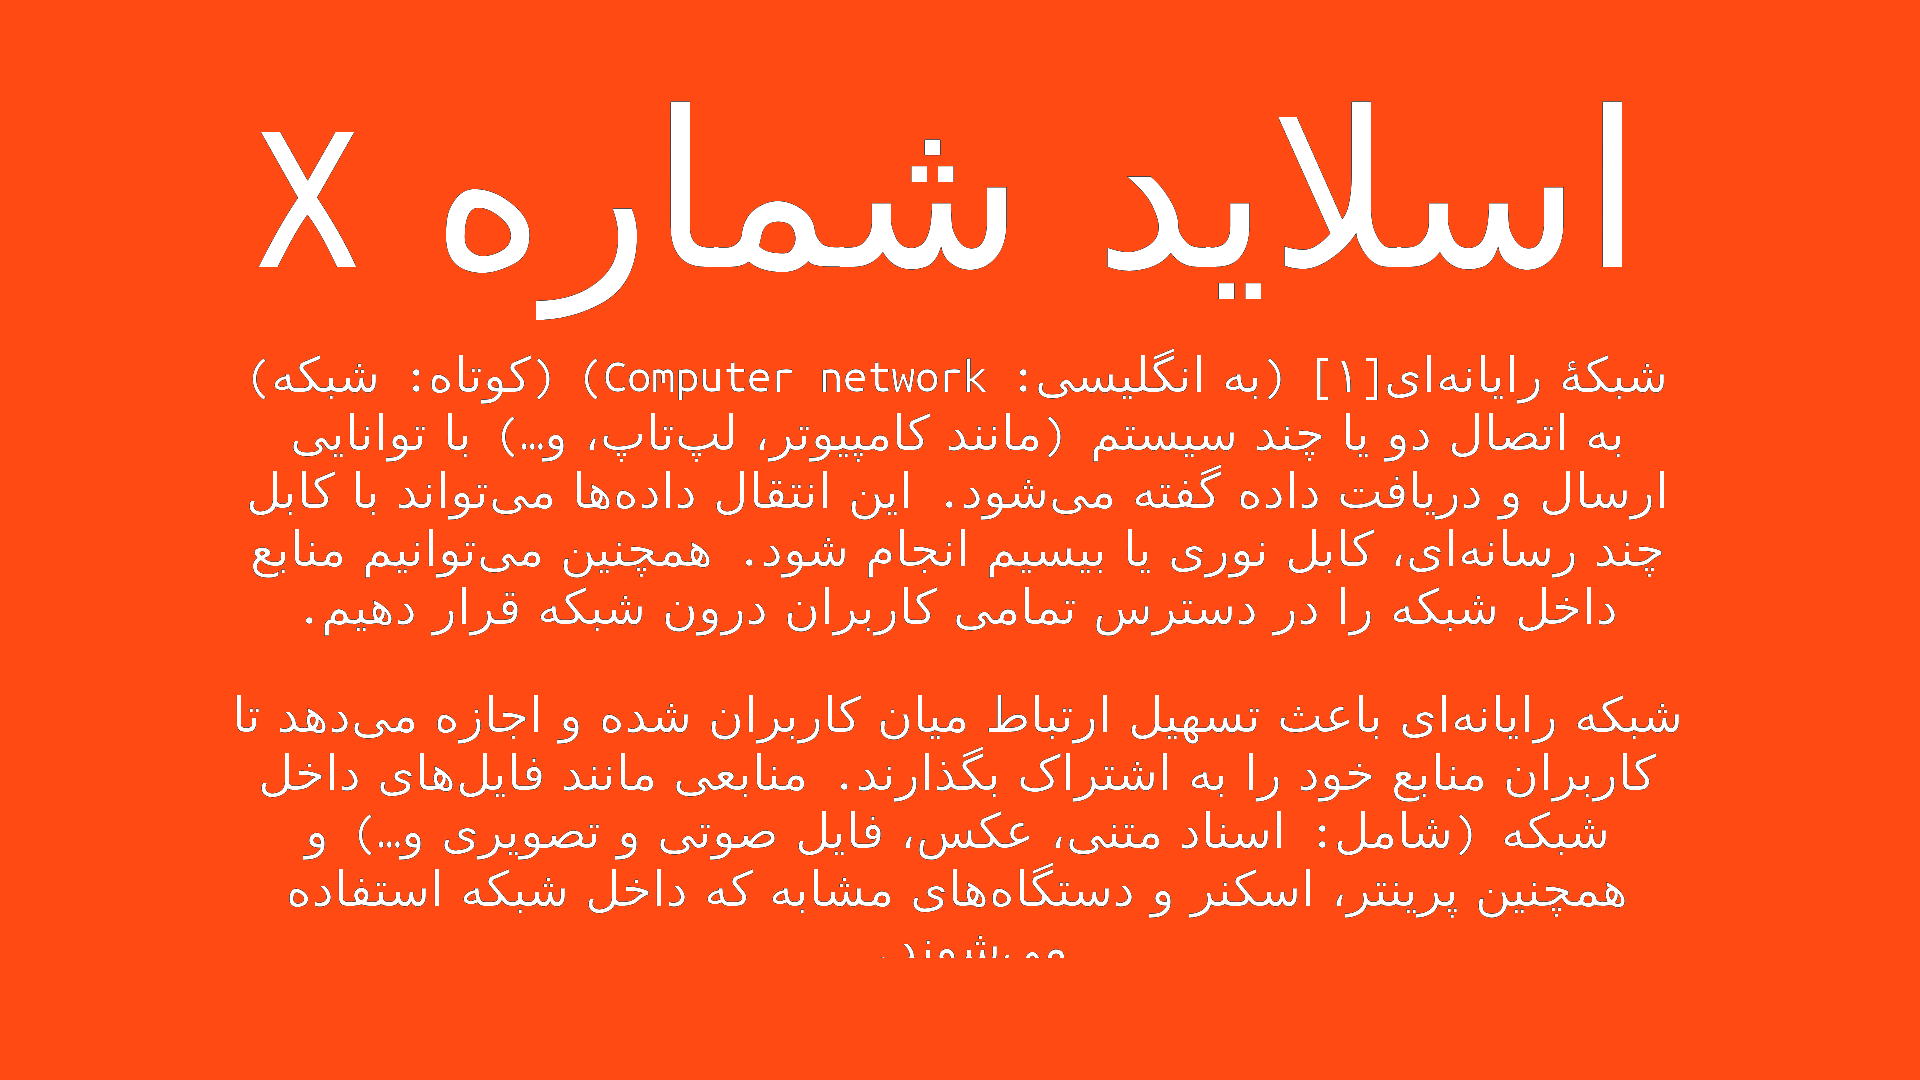 اسلاید شماره X
شبکهٔ رایانه‌ای[۱] (به انگلیسی: Computer network) (کوتاه: شبکه)
به اتصال دو یا چند سیستم (مانند کامپیوتر، لپ‌تاپ، و…) با توانایی
ارسال و دریافت داده گفته می‌شود. این انتقال داده‌ها می‌تواند با کابل
چند رسانه‌ای، کابل نوری یا بیسیم انجام شود. همچنین می‌توانیم منابع
داخل شبکه را در دسترس تمامی کاربران درون شبکه قرار دهیم.
شبکه رایانه‌ای باعث تسهیل ارتباط میان کاربران شده و اجازه می‌دهد تا
کاربران منابع خود را به اشتراک بگذارند. منابعی مانند فایل‌های داخل
شبکه (شامل: اسناد متنی، عکس، فایل صوتی و تصویری و…) و
همچنین پرینتر، اسکنر و دستگاه‌های مشابه که داخل شبکه استفاده
می‌شوند.